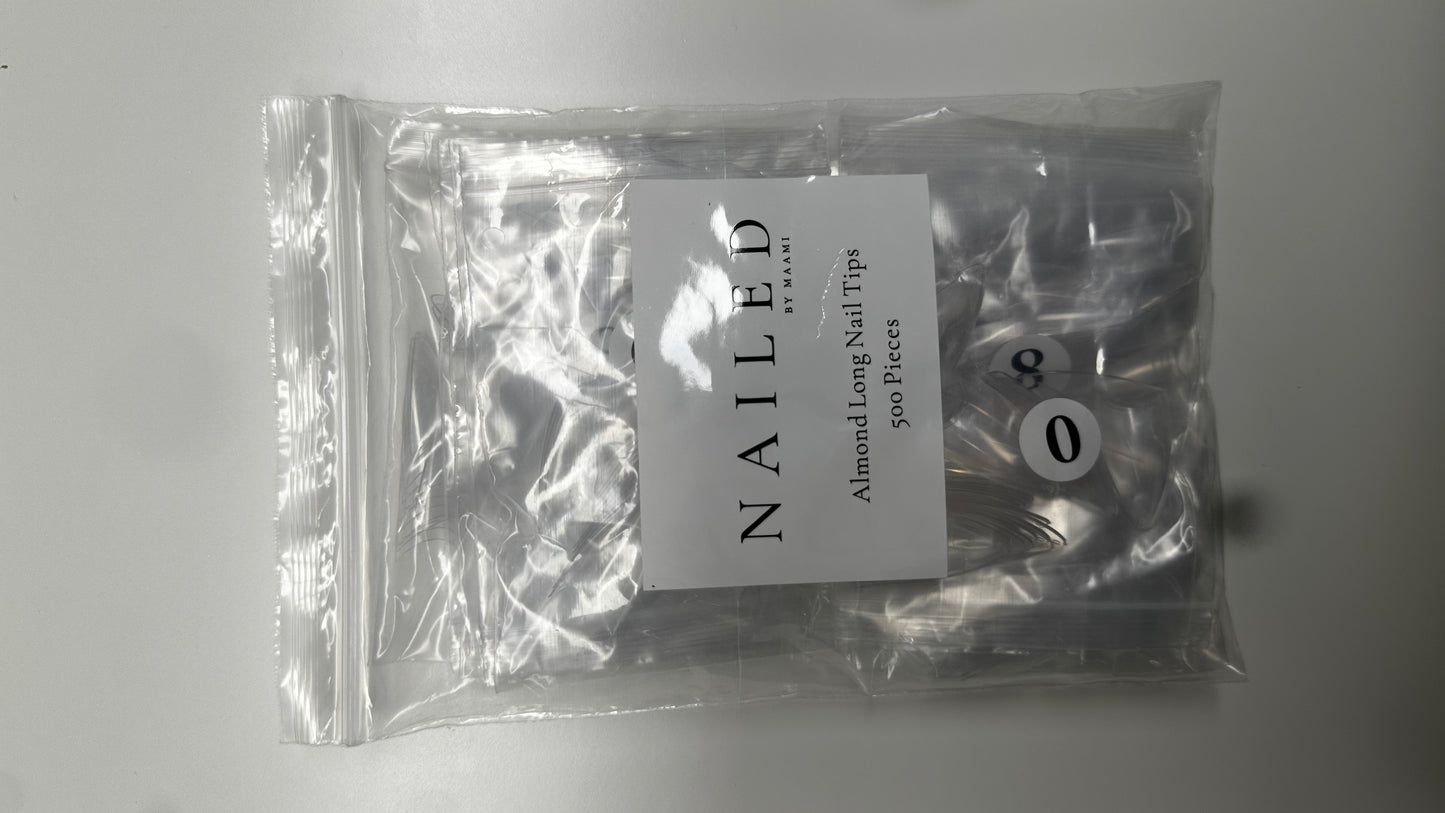 NAILED
BY MAAMI
Almond Long Nail Tips
500 Pieces
8
0